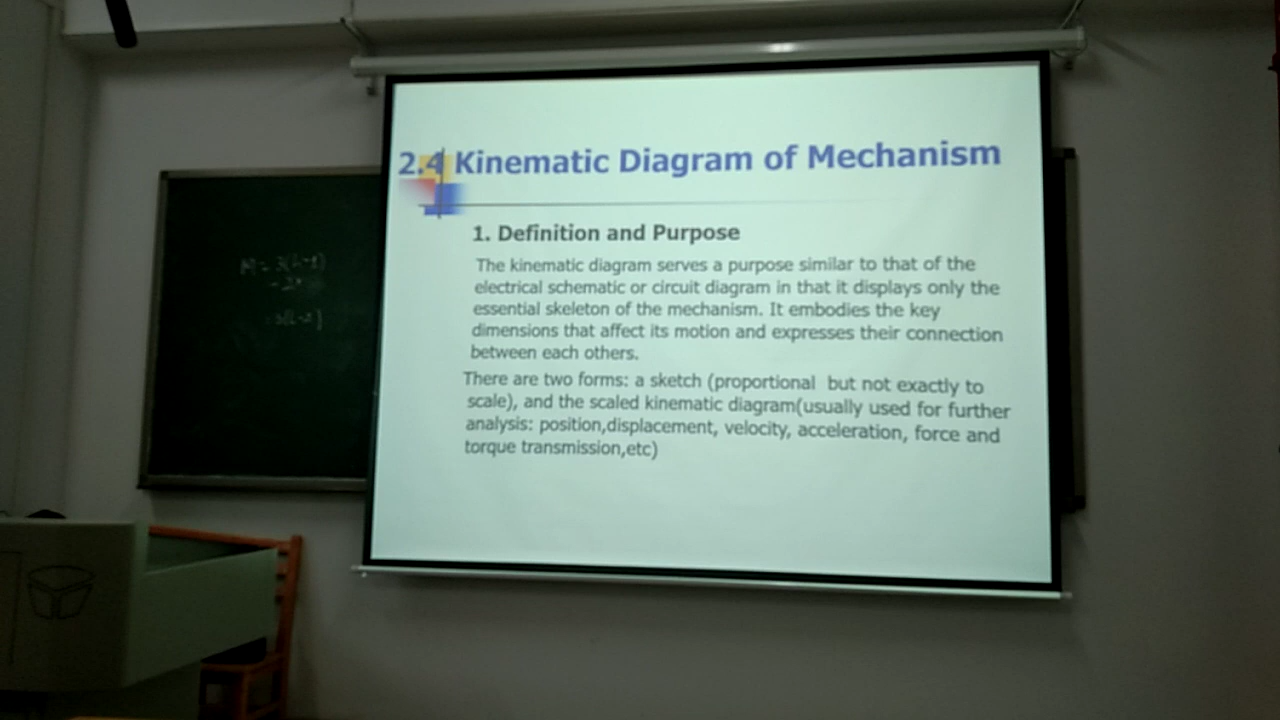 2.4 Kinematic Diagram of Mechanism
1. Definition and Purpose
The kinematic diagram serves a purpose similar to that of the
electrical schematic or circuit diagram in that it displays only the
essential skeleton of the mechanism. It embodies the key
dimensions that affect its motion and expresses their connection
between each others.
There are two forms: a sketch (proportional but not exactly to
scale), and the scaled kinematic diagram(usually used for further
analysis: position,displacement, velocity, acceleration, force and
torque transmission,etc)